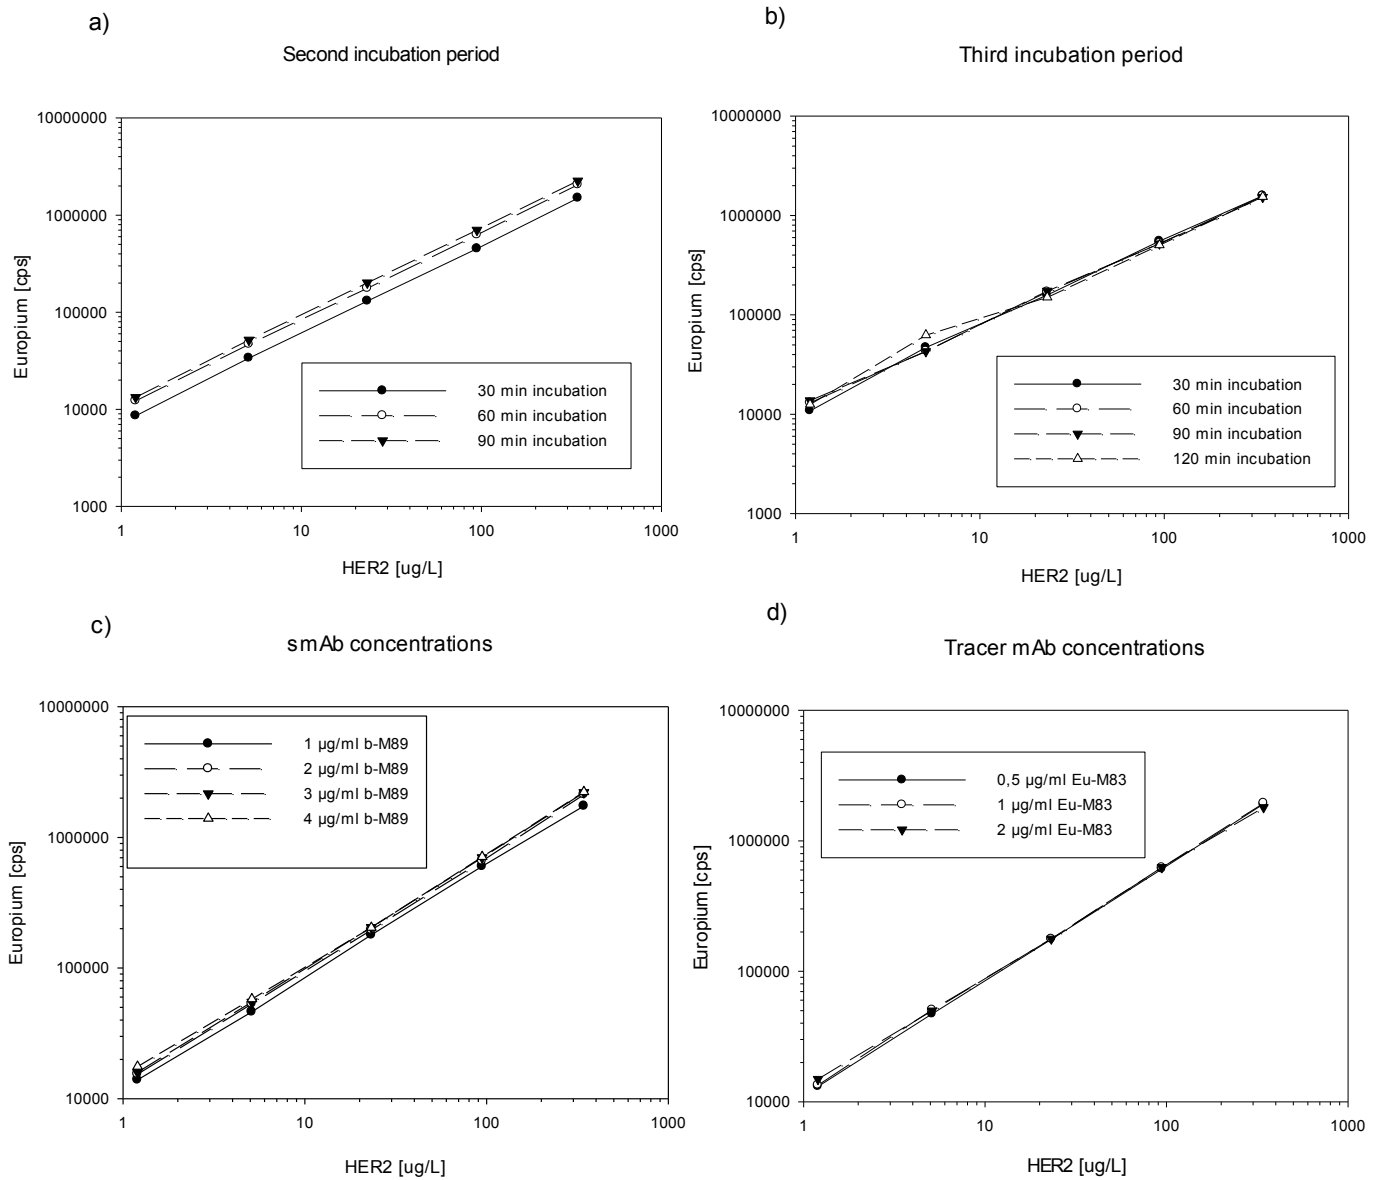 a)
Second incubation period
10000000
1000000
100000
10000
1000
Europium [cps]
30 min incubation
60 min incubation
90 min incubation
1 10 100 1000
HER2 [ug/L]
b)
Third incubation period
10000000
1000000
100000
10000
1000
Europium [cps]
30 min incubation
60 min incubation
90 min incubation
120 min incubation
1 10 100 1000
HER2 [ug/L]
c)
smAb concentrations
10000000
1000000
100000
10000
Europium [cps]
1 µg/ml b-M89
2 µg/ml b-M89
3 µg/ml b-M89
4 µg/ml b-M89
1 10 100 1000
HER2 [ug/L]
d)
Tracer mAb concentrations
10000000
1000000
100000
10000
Europium [cps]
0,5 µg/ml Eu-M83
1 µg/ml Eu-M83
2 µg/ml Eu-M83
1 10 100 1000
HER2 [ug/L]